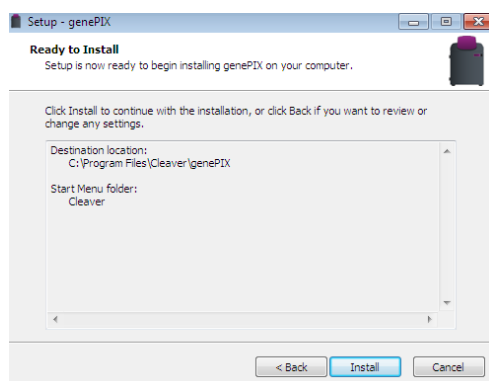 Setup - genePIX
Ready to Install
Setup is now ready to begin installing genePIX on your computer.
Click Install to continue with the installation, or click Back if you want to review or
change any settings.
Destination location:
C:\Program Files\Cleaver\genePIX
Start Menu folder:
Cleaver
< Back
Install
Cancel